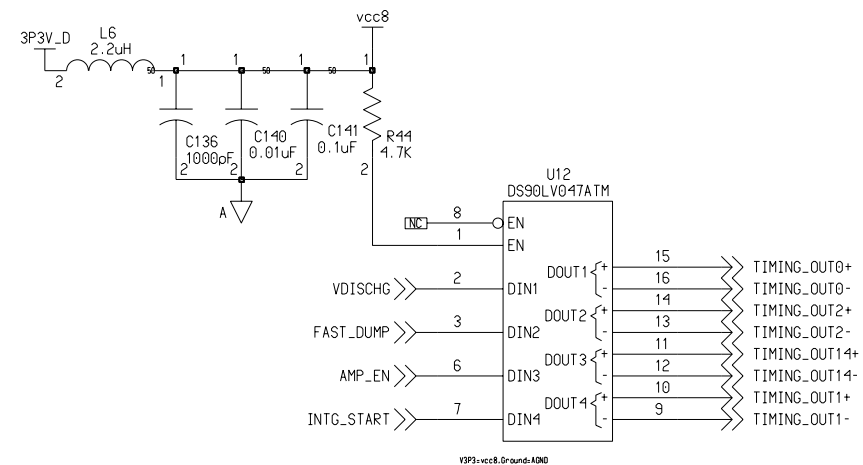 vcc8
3P3V_D
L6
2.2uH
2
50
1
1
1
50
1
50
1
C136
1000pF
2
C140
0.01uF
2
C141
0.1uF
2
R44
4.7K
2
A
U12
DS90LV047ATM
NC
8
EN
1
EN
VDISCHG
2
DIN1
FAST_DUMP
3
DIN2
AMP_EN
6
DIN3
INTG_START
7
DIN4
DOUT1
+
15
TIMING_OUT0+
-
16
TIMING_OUT0-
DOUT2
+
14
TIMING_OUT2+
-
13
TIMING_OUT2-
DOUT3
+
11
TIMING_OUT14+
-
12
TIMING_OUT14-
DOUT4
+
10
TIMING_OUT1+
-
9
TIMING_OUT1-
V3P3=vcc8,Ground=AGND